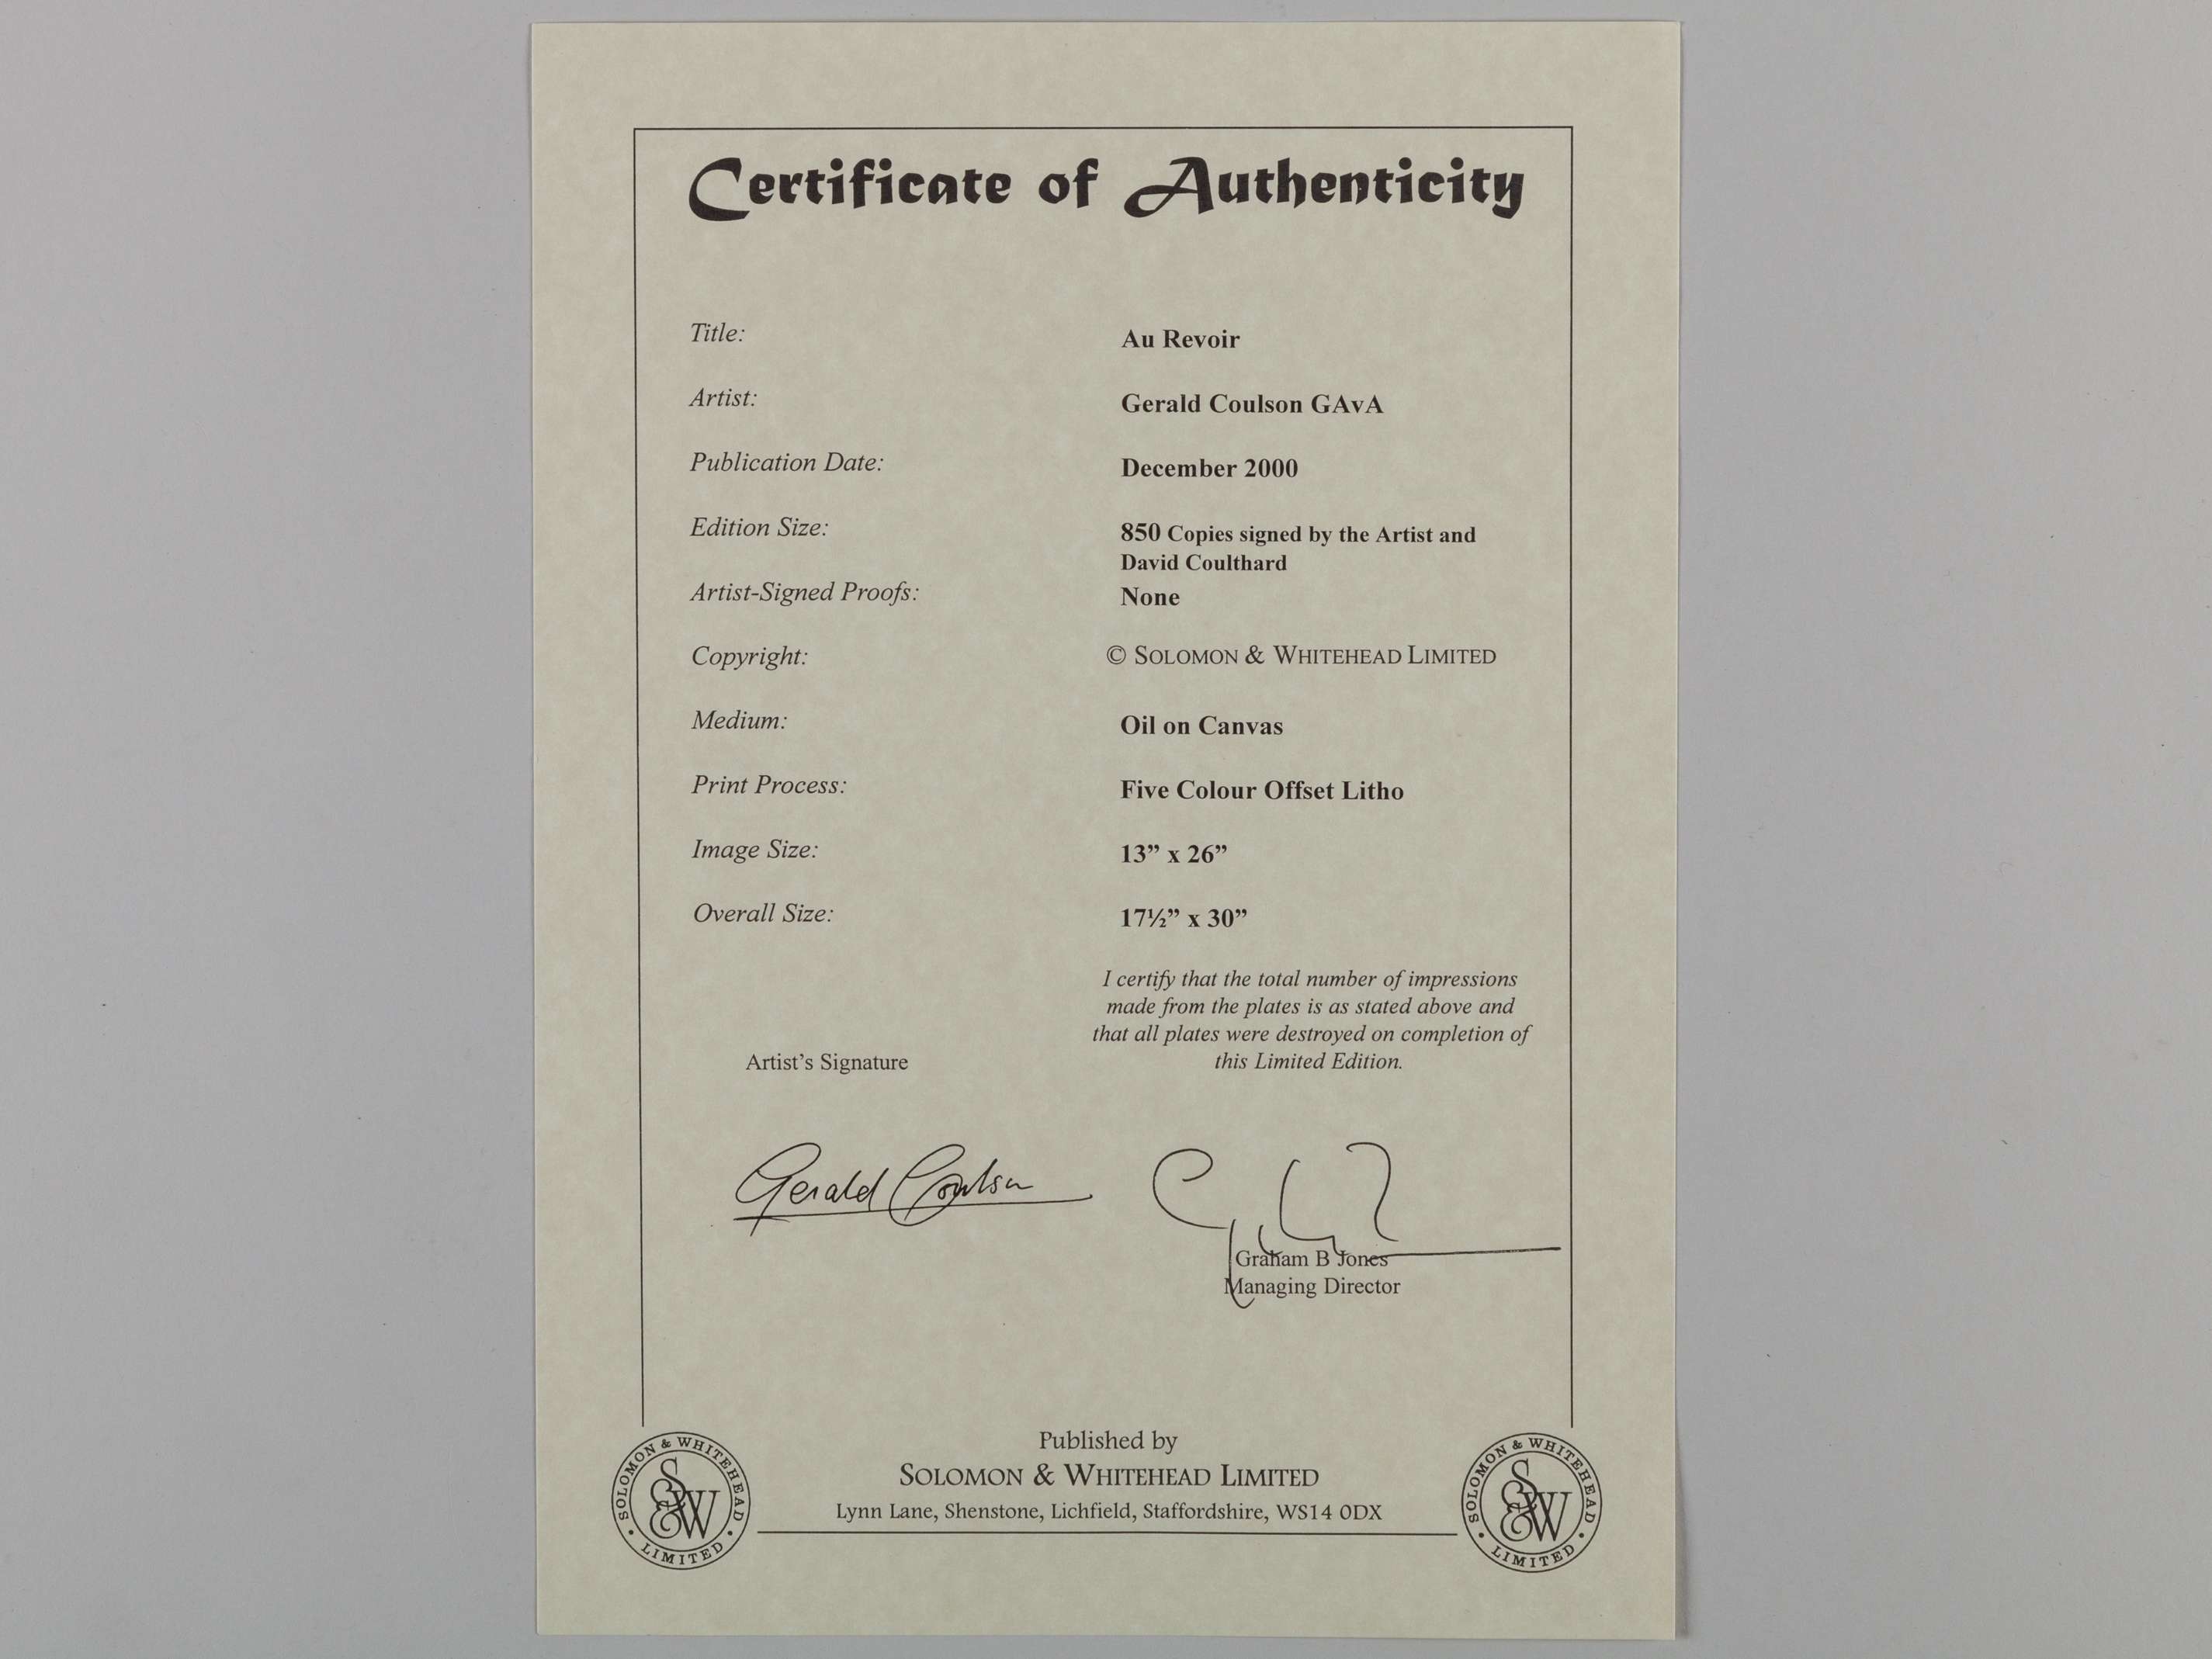 Certificate of Authenticity
Title: Au Revoir
Artist: Gerald Coulson GAvA
Publication Date: December 2000
Edition Size: 850 Copies signed by the Artist and
David Coulthard
Artist-Signed Proofs: None
Copyright: © SOLOMON & WHITEHEAD LIMITED
Medium: Oil on Canvas
Print Process: Five Colour Offset Litho
Image Size: 13” x 26”
Overall Size: 17½” x 30”
I certify that the total number of impressions
made from the plates is as stated above and
that all plates were destroyed on completion of
this Limited Edition.
Artist’s Signature
Gerald Coulson
Graham B Jones
Managing Director
Published by
SOLOMON & WHITEHEAD LIMITED
Lynn Lane, Shenstone, Lichfield, Staffordshire, WS14 0DX
SOLOMON & WHITEHEAD • LIMITED •
S&W
SOLOMON & WHITEHEAD • LIMITED •
S&W